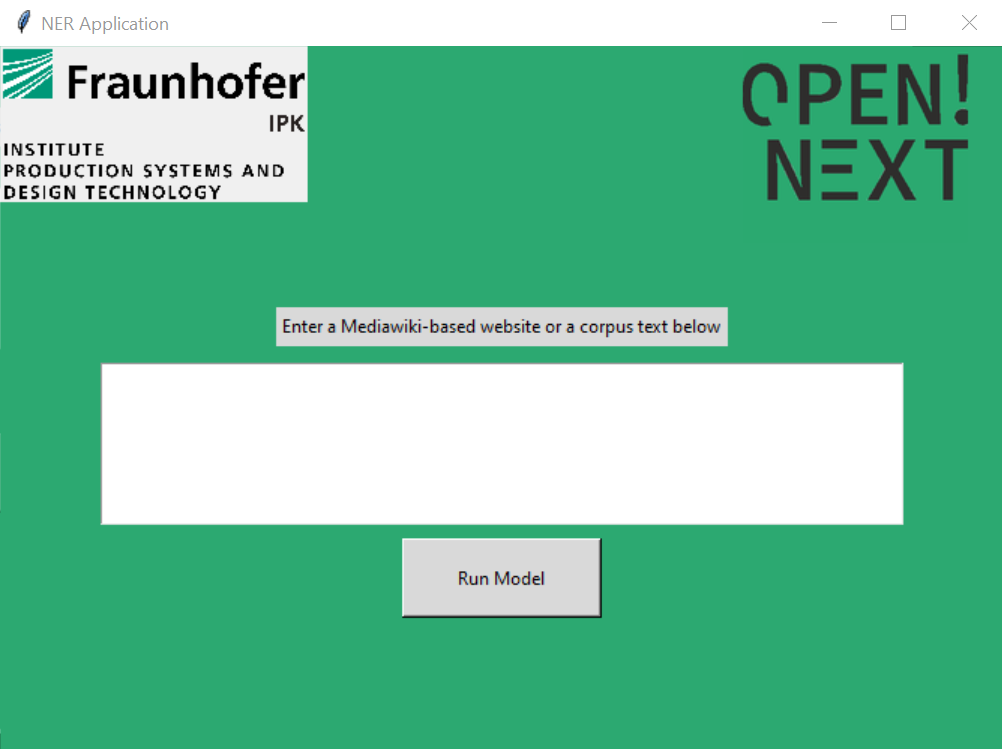 NER Application
Fraunhofer
IPK
INSTITUTE
PRODUCTION SYSTEMS AND
DESIGN TECHNOLOGY
OPEN!
NEXT
Enter a Mediawiki-based website or a corpus text below
Run Model